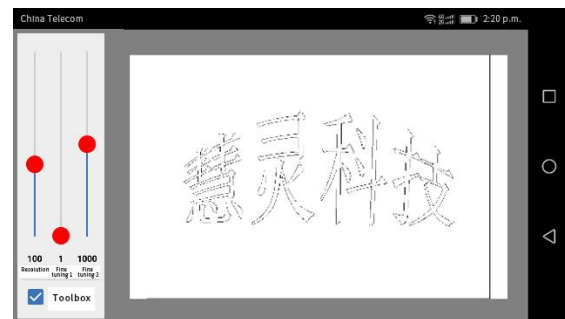 China Telecom 2:20 p.m.
慧灵科技
100 1 1000
Resolution Fine tuning 1 Fine tuning 2
Toolbox